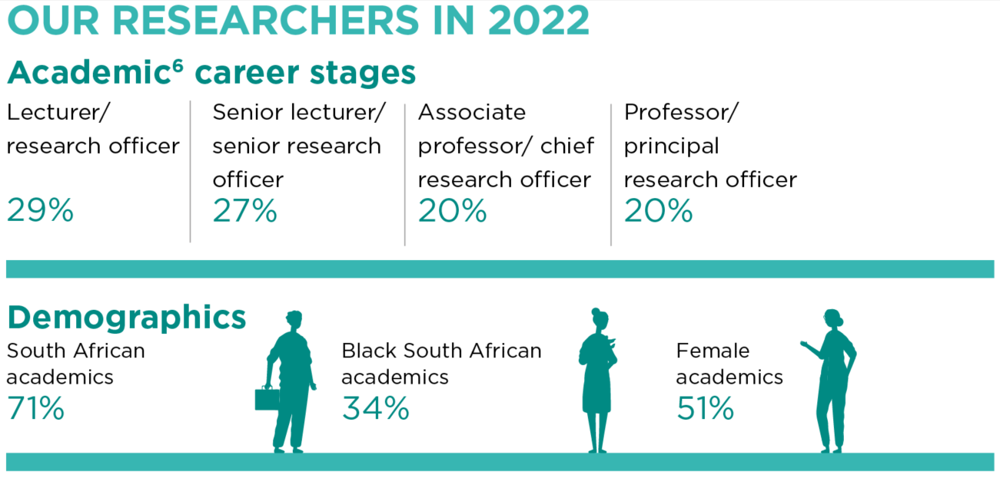 OUR RESEARCHERS IN 2022
Academic⁶ career stages
Lecturer/
research officer
29%
Senior lecturer/
senior research
officer
27%
Associate
professor/ chief
research officer
20%
Professor/
principal
research officer
20%
Demographics
South African
academics
71%
Black South African
academics
34%
Female
academics
51%